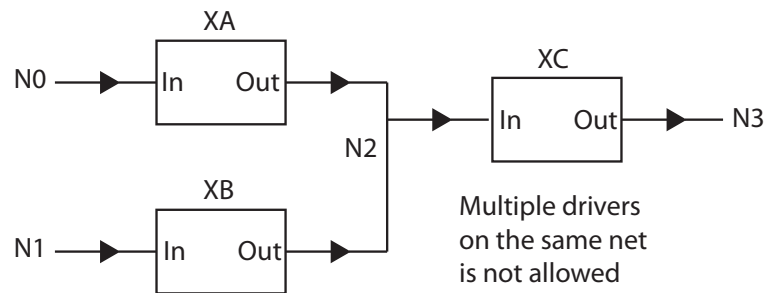 XA
N0
In
Out
XC
In
Out
N3
N2
XB
N1
In
Out
Multiple drivers
on the same net
is not allowed